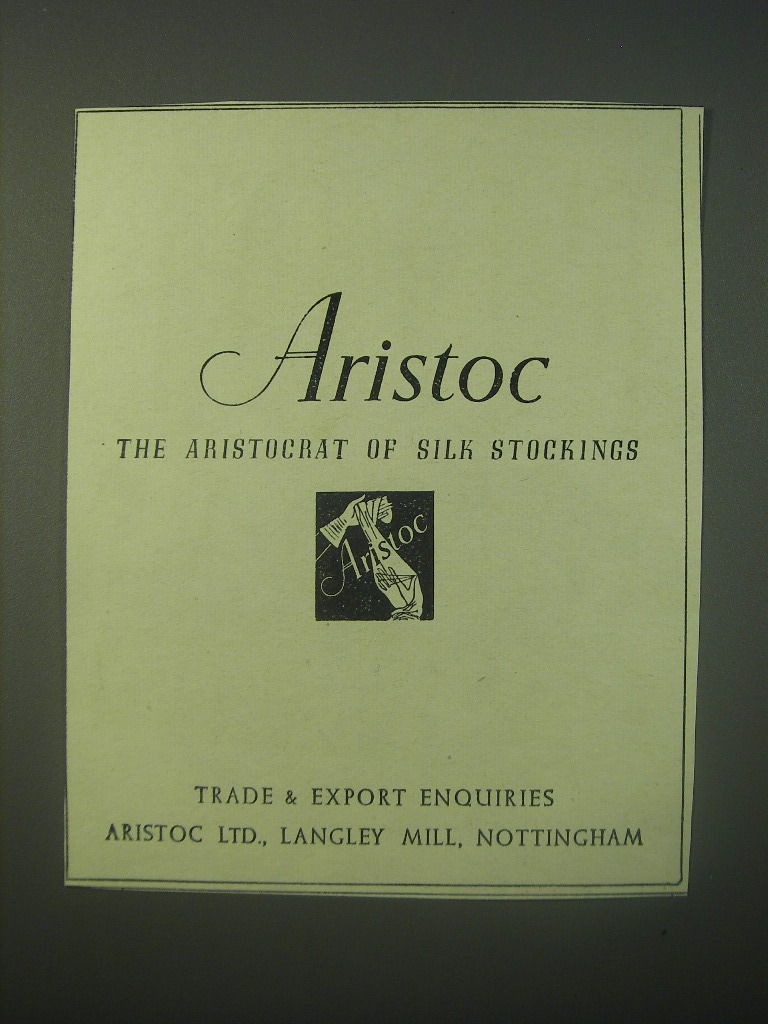 Aristoc
THE ARISTOCRAT OF SILK STOCKINGS
Aristoc
TRADE & EXPORT ENQUIRIES
ARISTOC LTD., LANGLEY MILL, NOTTINGHAM